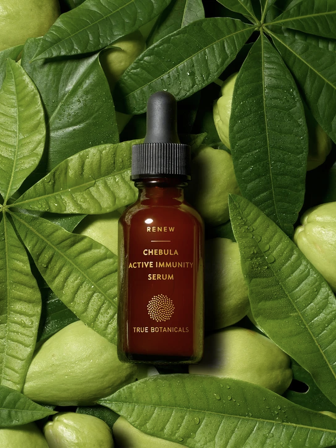 RENEW
CHEBULA
ACTIVE IMMUNITY
SERUM
TRUE BOTANICALS